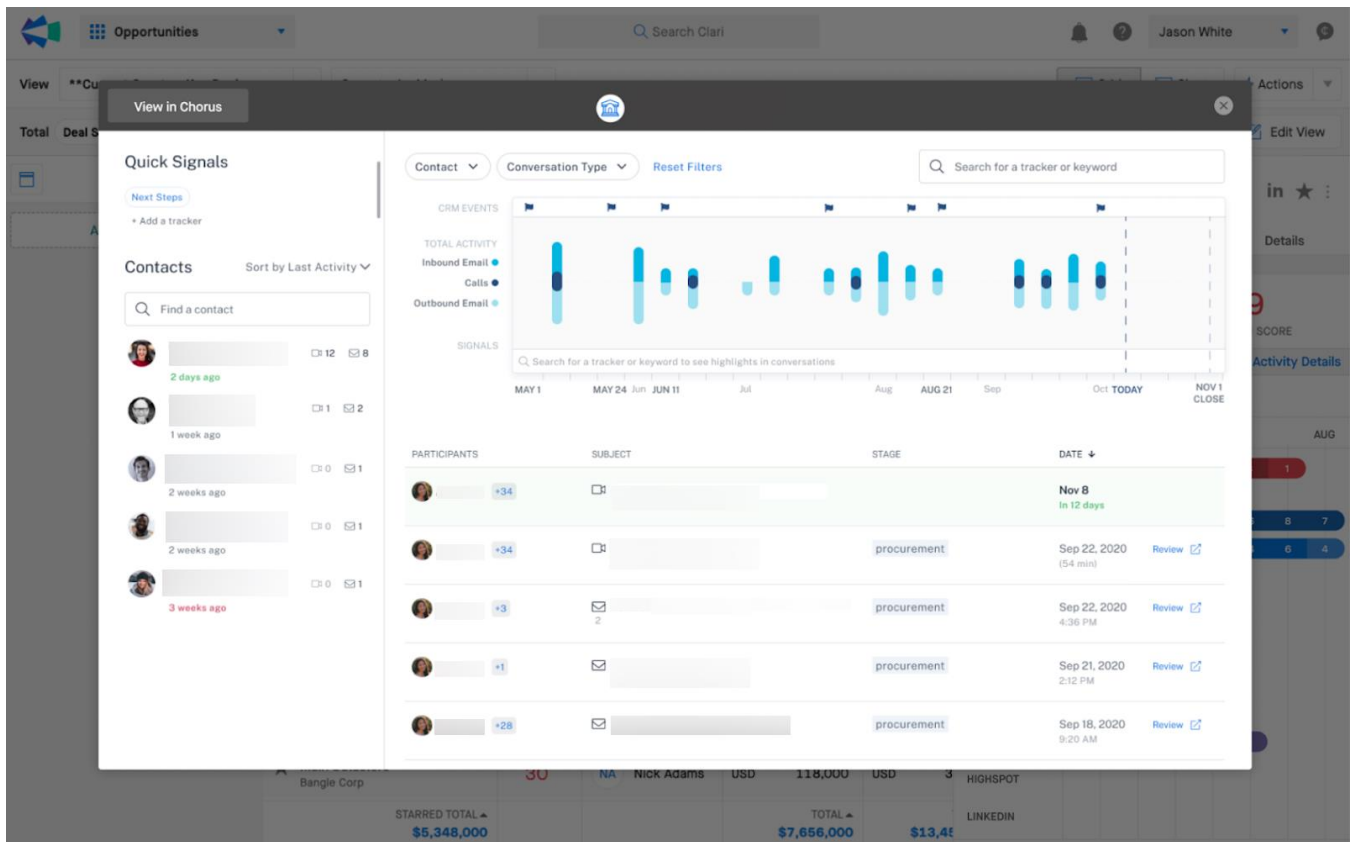 Opportunities
Search Clari
Jason White
View
**Cu
Actions
Total Deal S
Edit View
View in Chorus
Quick Signals
Next Steps
+ Add a tracker
Contacts
Sort by Last Activity
Find a contact
12 8
2 days ago
1 2
1 week ago
0 1
2 weeks ago
0 1
2 weeks ago
0 1
3 weeks ago
Contact
Conversation Type
Reset Filters
Search for a tracker or keyword
CRM EVENTS
TOTAL ACTIVITY
Inbound Email
Calls
Outbound Email
SIGNALS
Search for a tracker or keyword to see highlights in conversations
MAY 1 MAY 24 Jun JUN 11 Jul Aug AUG 21 Sep Oct TODAY NOV 1
CLOSE
PARTICIPANTS SUBJECT STAGE DATE
+34 Nov 8
In 12 days
+34 procurement Sep 22, 2020 Review
(54 min)
+3 procurement Sep 22, 2020 Review
2 4:36 PM
+1 procurement Sep 21, 2020 Review
2:12 PM
+28 procurement Sep 18, 2020 Review
9:20 AM
in
Details
9
SCORE
Activity Details
AUG
1
8 7
6 4
Bangle Corp
30 NA Nick Adams USD 118,000 USD 3
HIGHSPOT
STARRED TOTAL TOTAL
LINKEDIN
$5,348,000 $7,656,000 $13,45